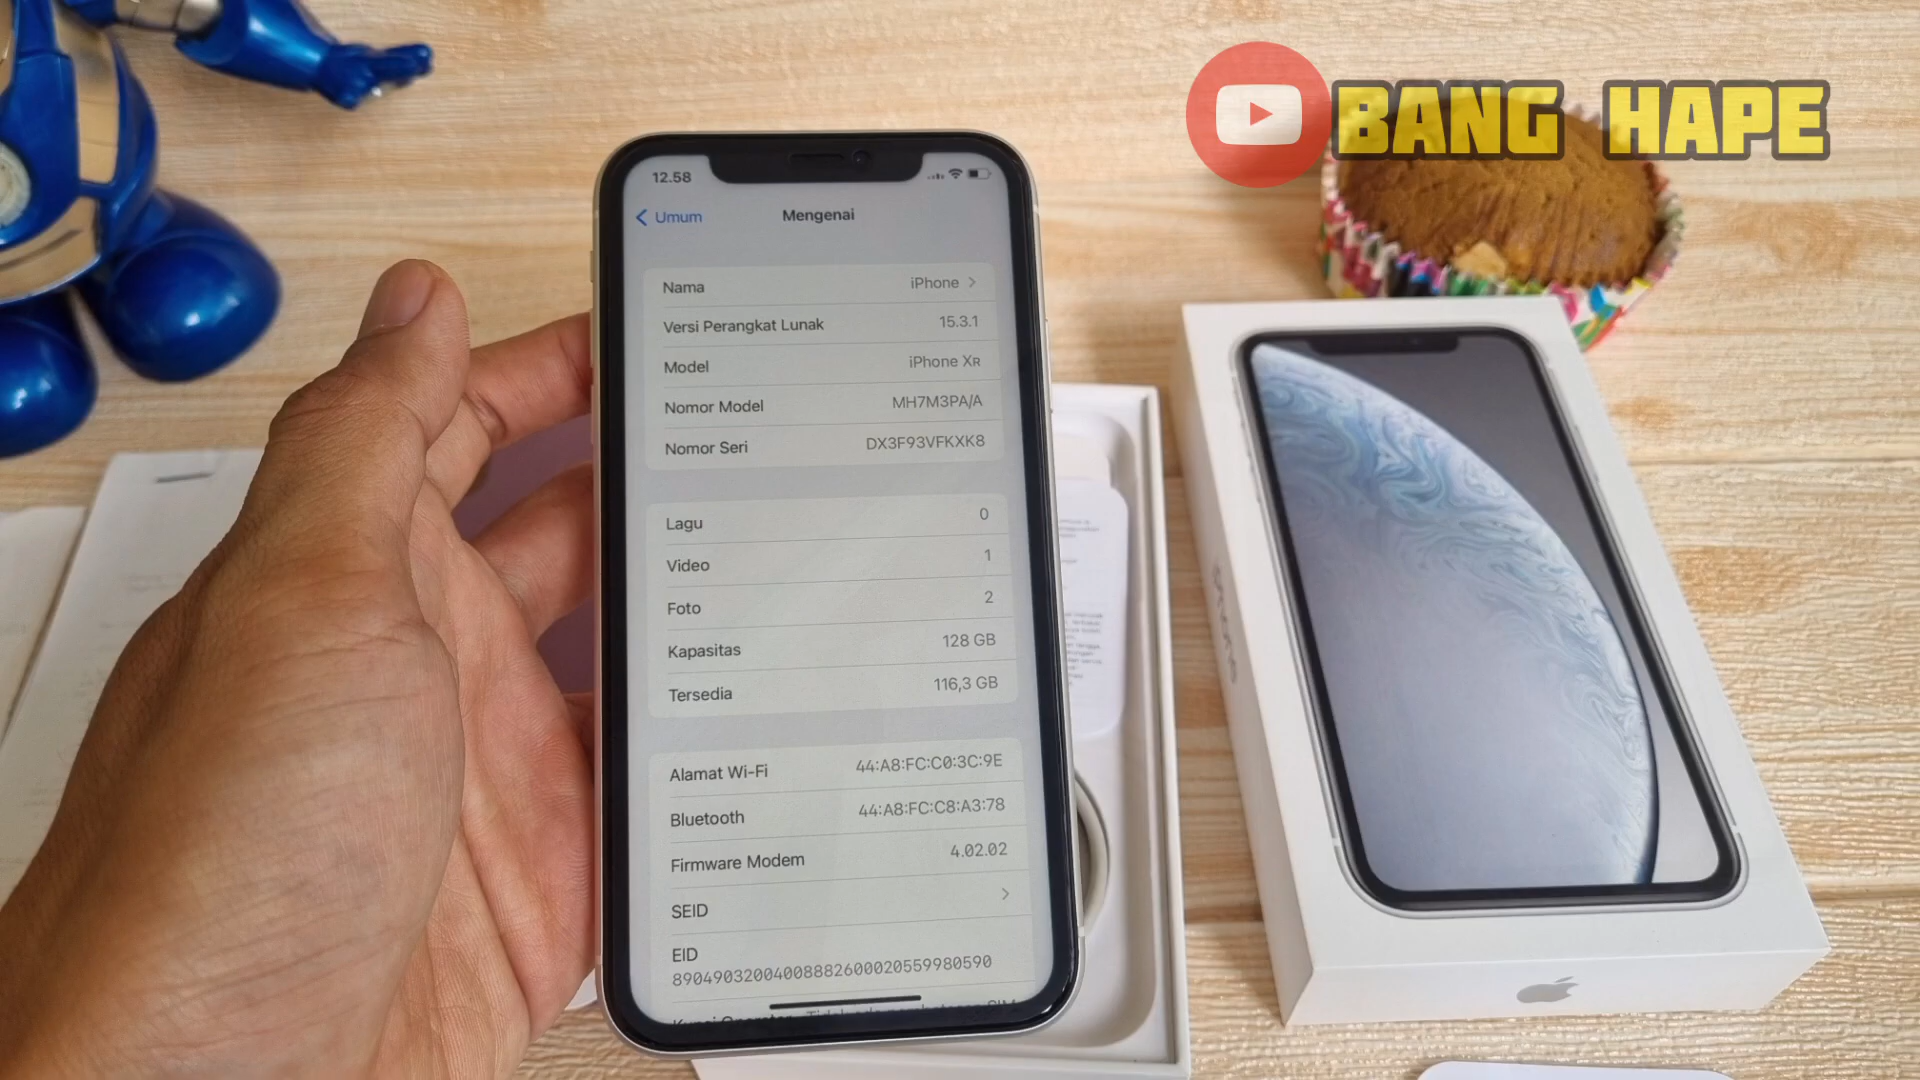 BANG HAPE
12.58
Umum
Mengenai
Nama iPhone
Versi Perangkat Lunak 15.3.1
Model iPhone XR
Nomor Model MH7M3PA/A
Nomor Seri DX3F93VFKXK8
Lagu 0
Video 1
Foto 2
Kapasitas 128 GB
Tersedia 116,3 GB
Alamat Wi-Fi 44:A8:FC:C0:3C:9E
Bluetooth 44:A8:FC:C8:A3:78
Firmware Modem 4.02.02
SEID
EID
89049032004008882600020559980590
iPhone